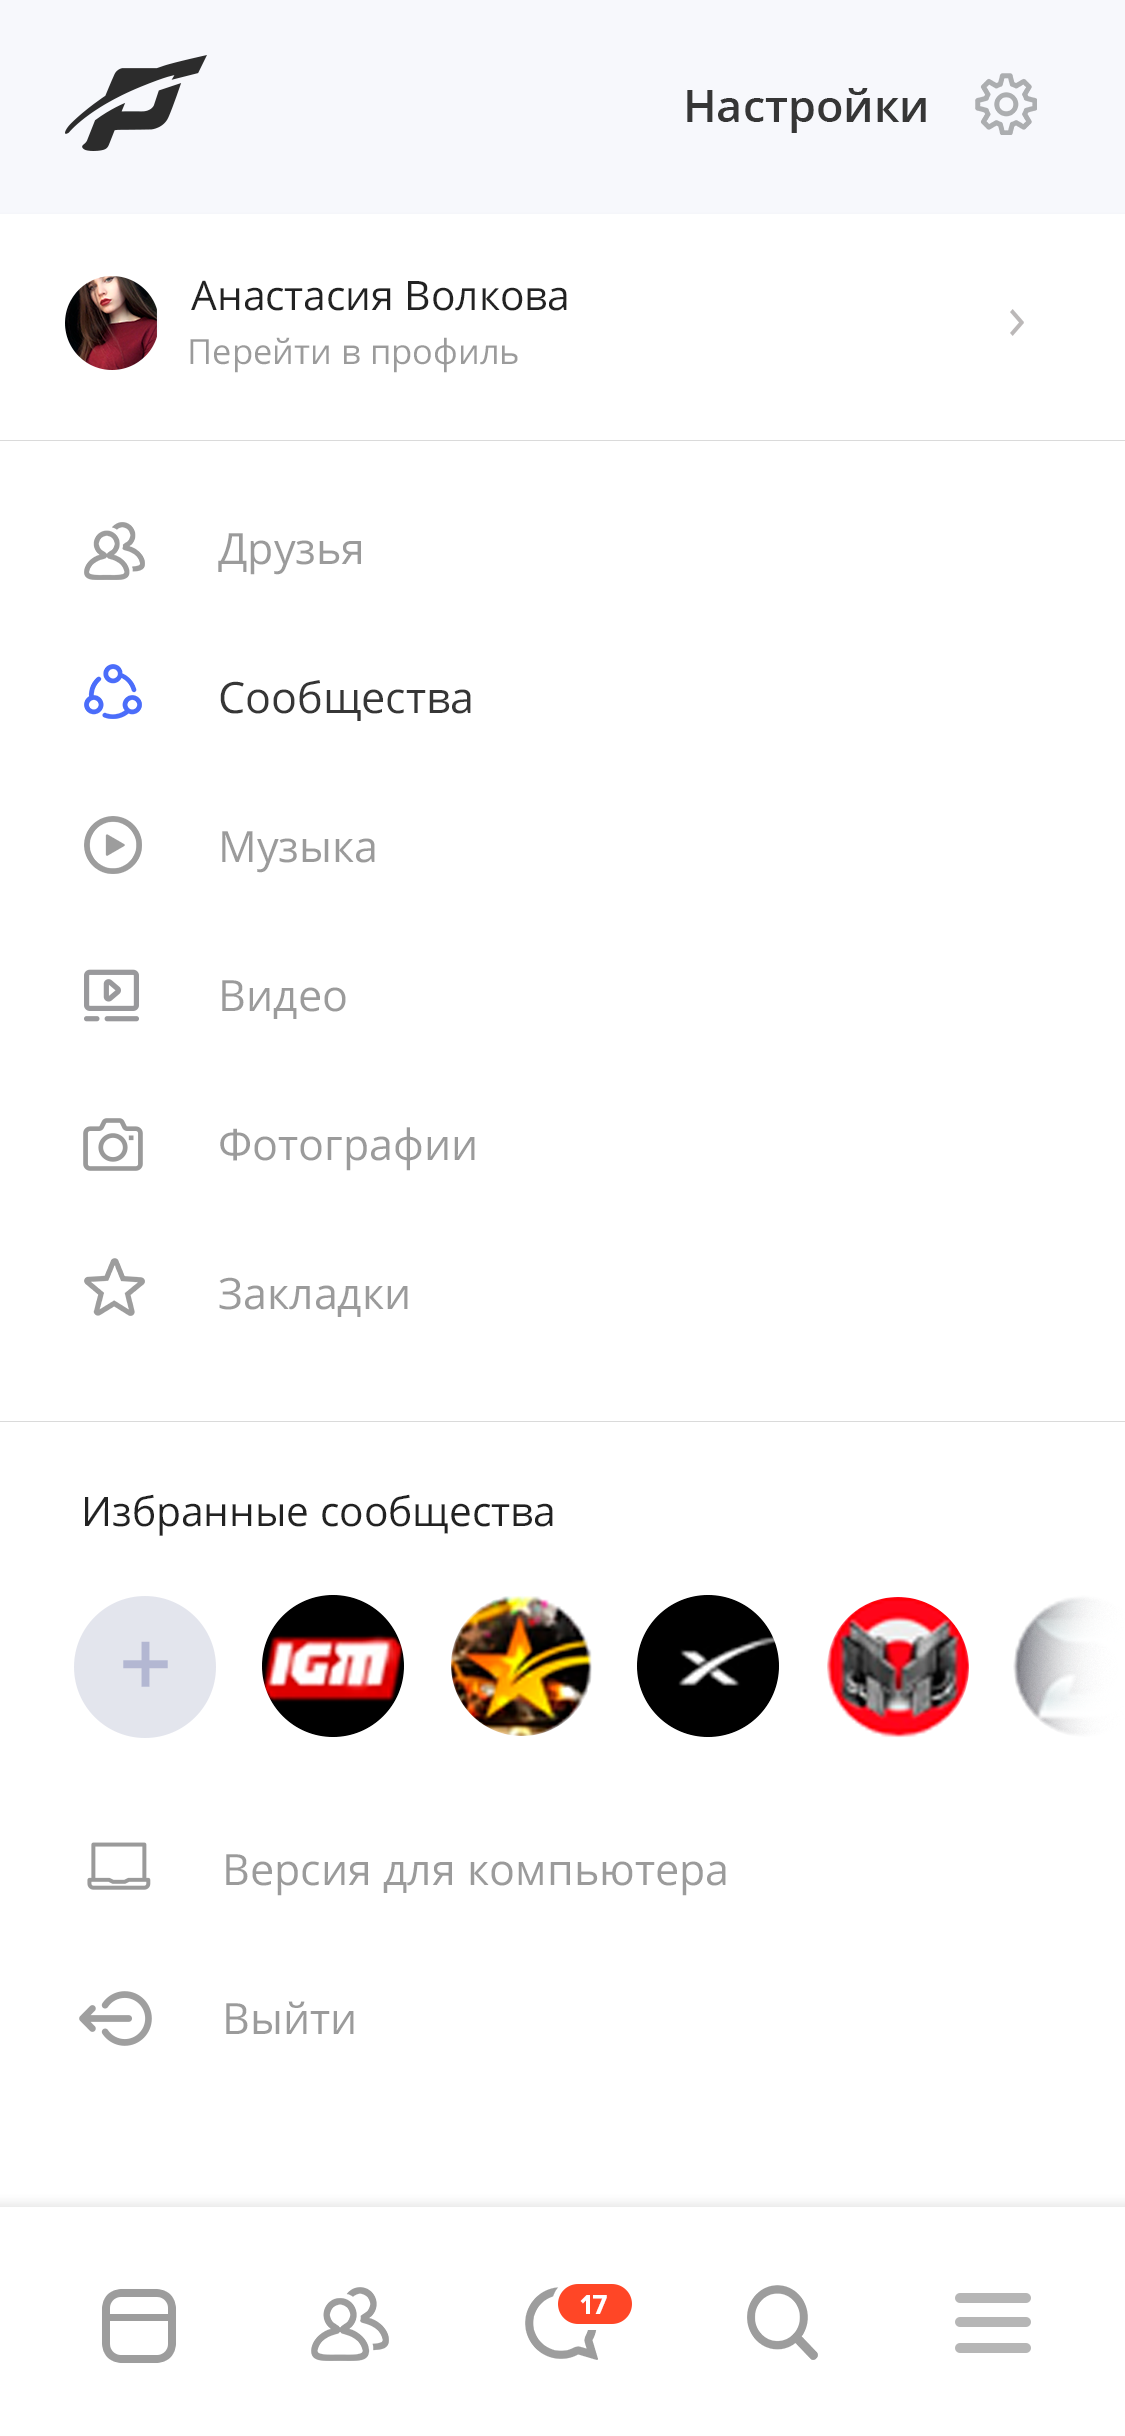 Настройки
Анастасия Волкова
Перейти в профиль
Друзья
Сообщества
Музыка
Видео
Фотографии
Закладки
Избранные сообщества
IGM
Версия для компьютера
Выйти
17